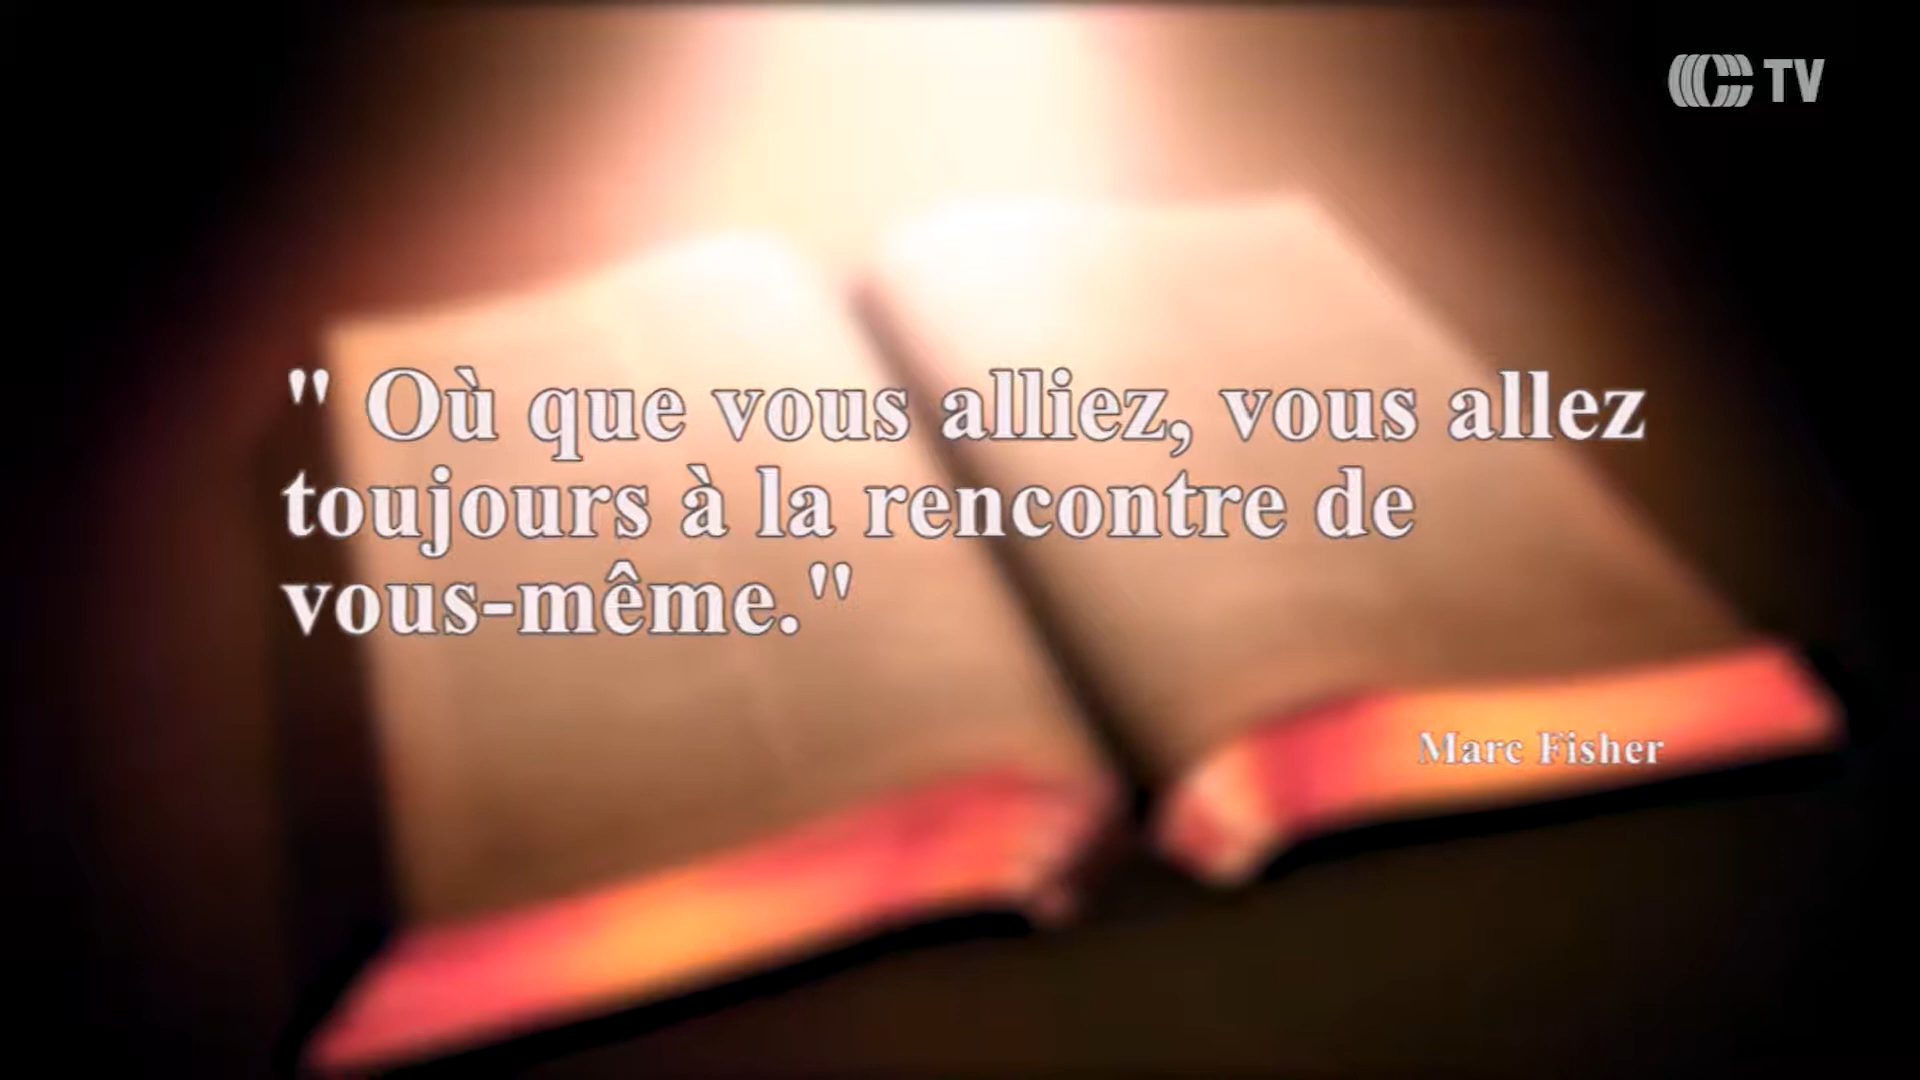 TV
" Où que vous alliez, vous allez
toujours à la rencontre de
vous-même."
Marc Fisher